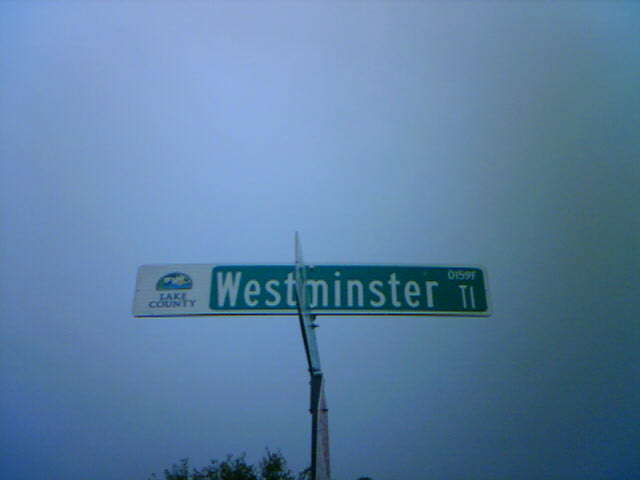 LAKE
COUNTY
Westminster
0159F
Tl